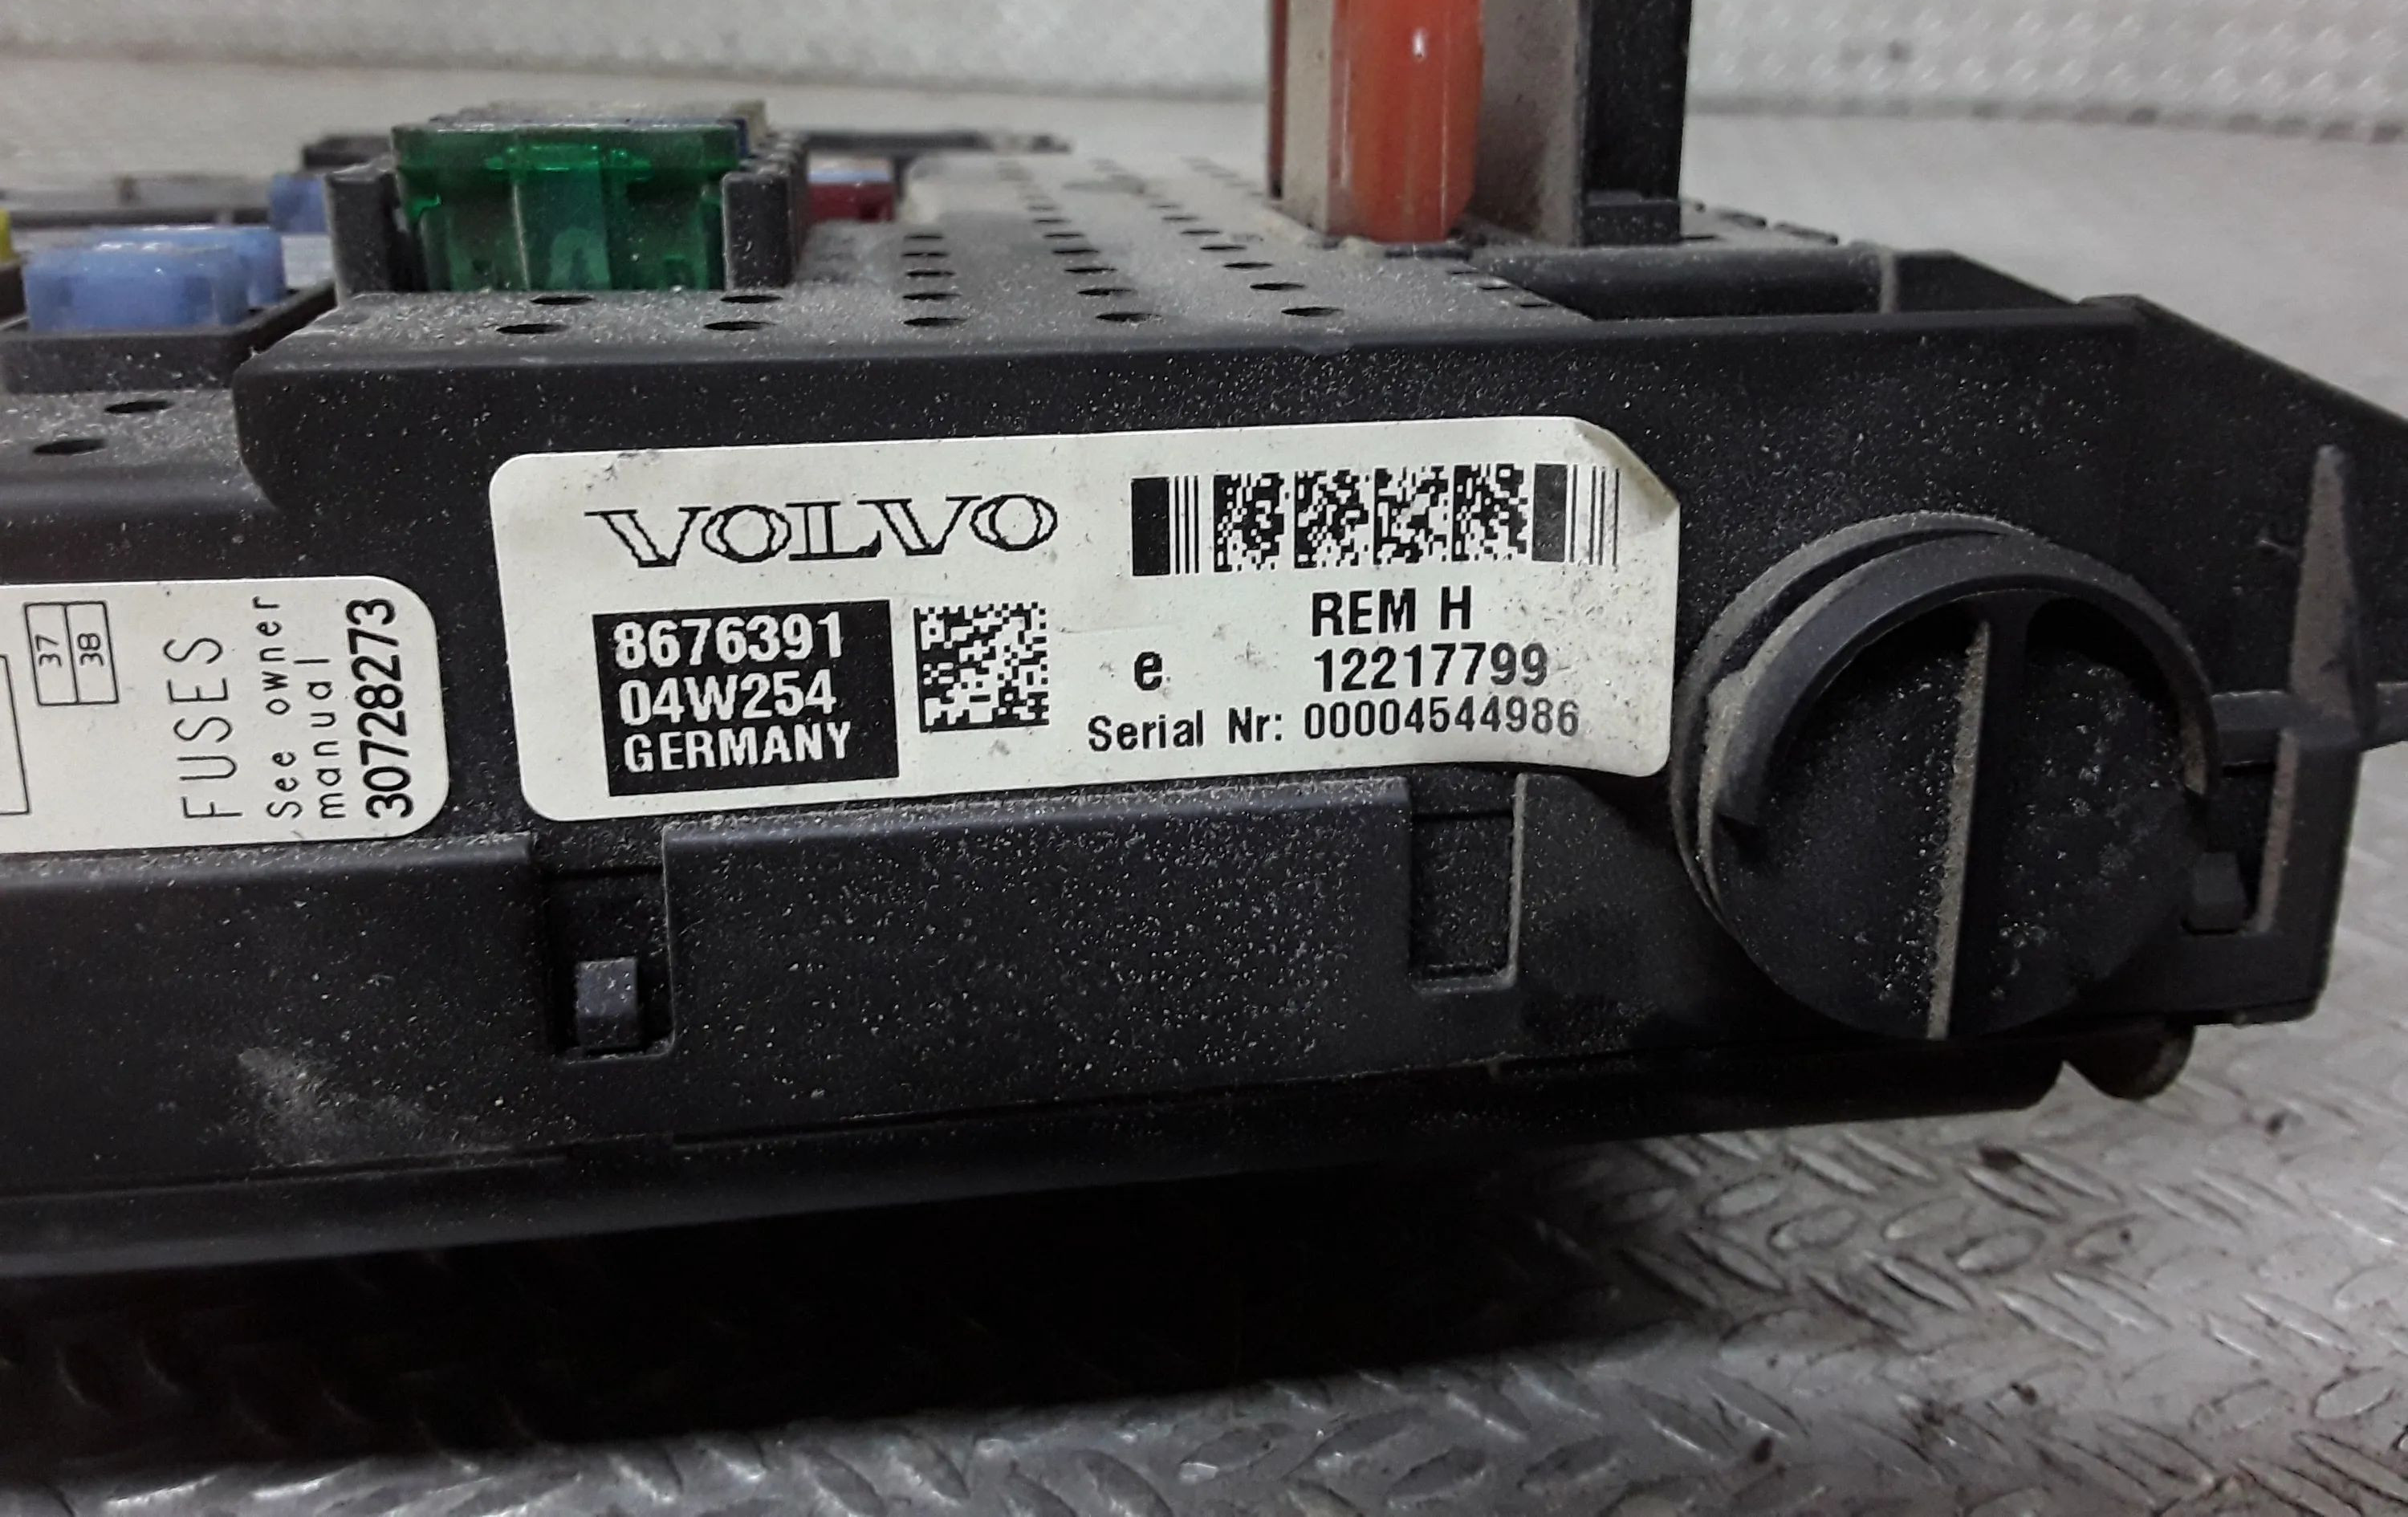 37
38
FUSES
See owner
manual
30728273
VOLVO
8676391
04W254
GERMANY
REM H
e 12217799
Serial Nr: 00004544986